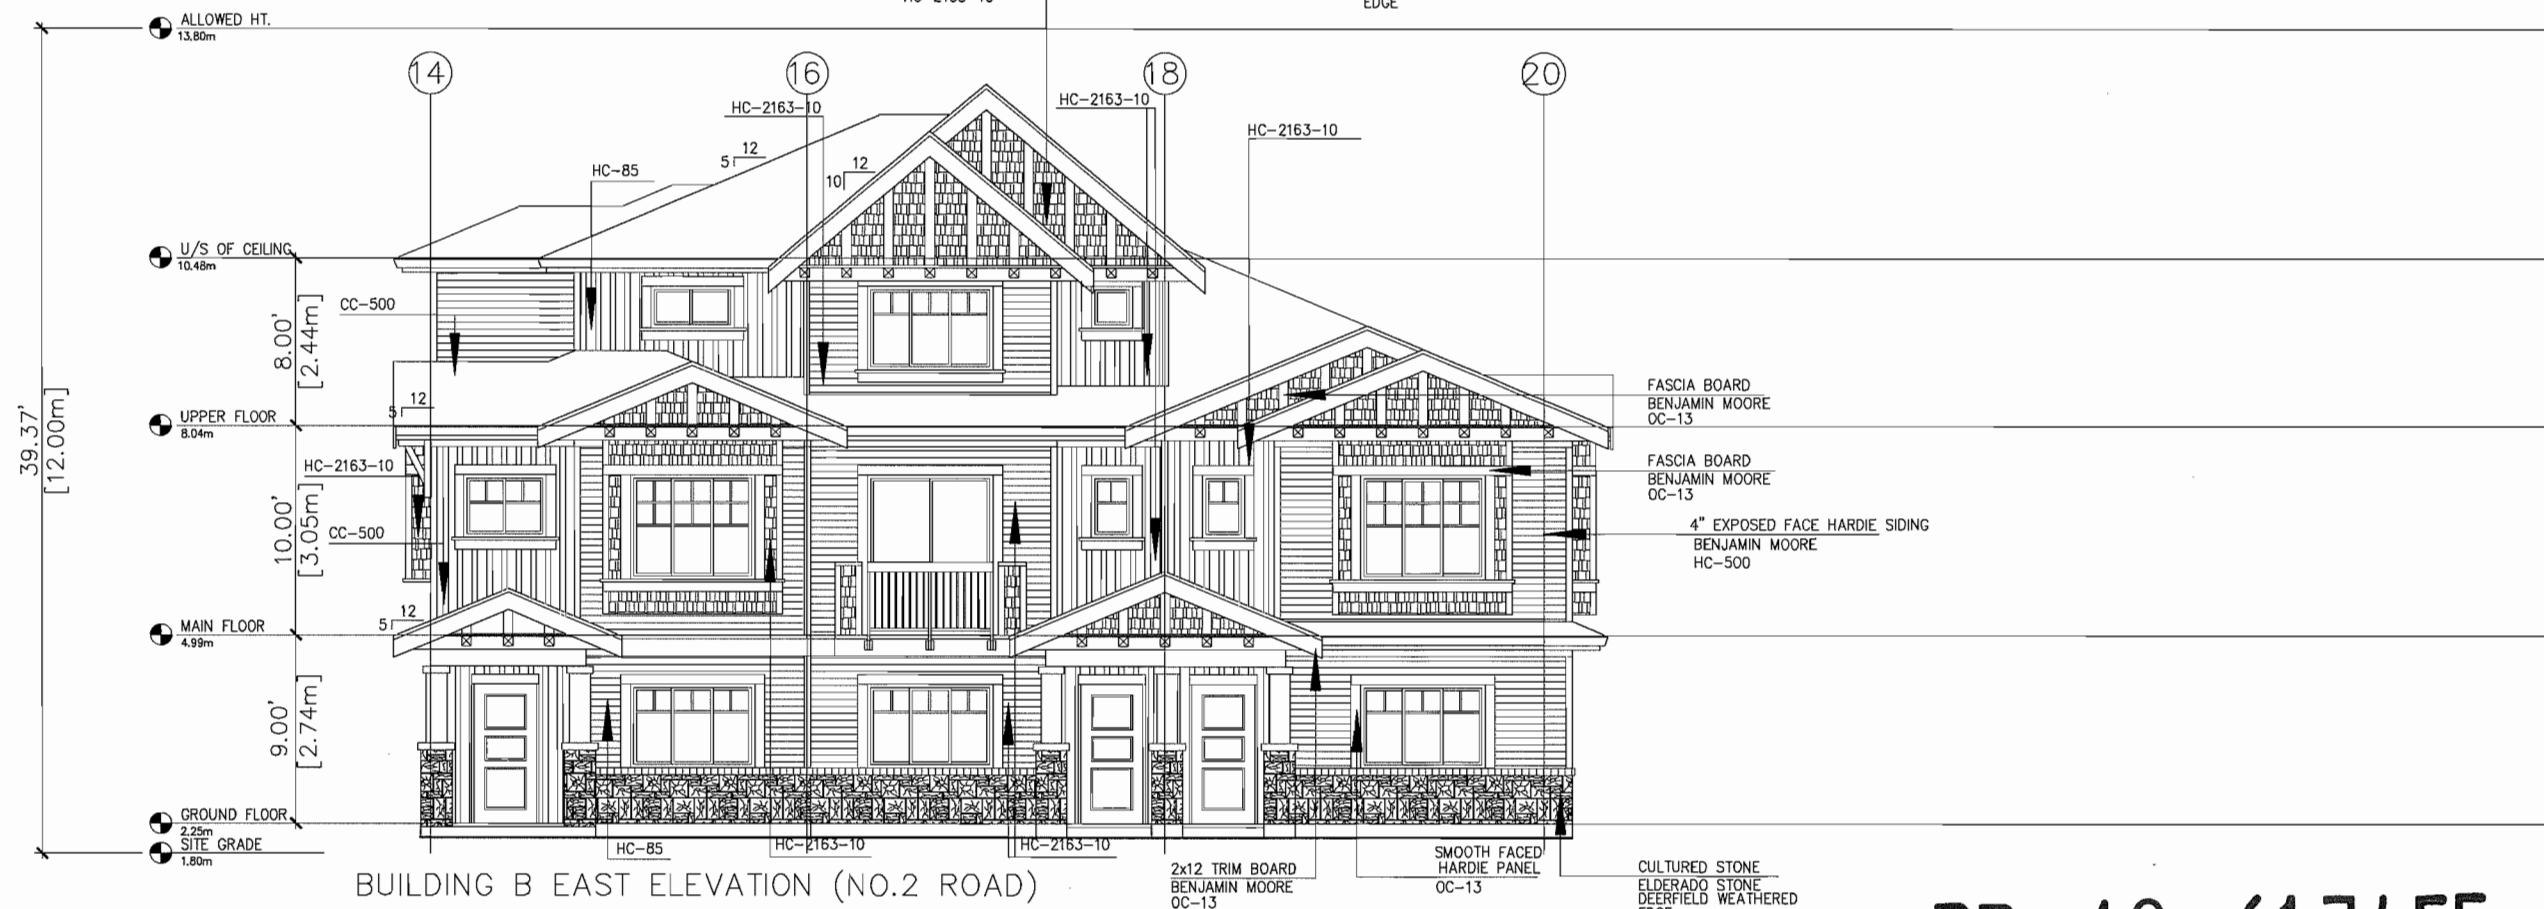 EDGE
ALLOWED HT.
13.80m
14
16
18
20
HC-2163-10
HC-2163-10
HC-2163-10
12
5
12
10
HC-85
U/S OF CEILING
10.48m
CC-500
8.00'
[2.44m]
39.37'
[12.00m]
12
5
UPPER FLOOR
8.04m
FASCIA BOARD
BENJAMIN MOORE
OC-13
HC-2163-10
FASCIA BOARD
BENJAMIN MOORE
OC-13
10.00'
[3.05m]
CC-500
4" EXPOSED FACE HARDIE SIDING
BENJAMIN MOORE
HC-500
12
5
MAIN FLOOR
4.99m
9.00'
[2.74m]
GROUND FLOOR
2.25m
SITE GRADE
1.80m
HC-85
HC-2163-10
HC-2163-10
2x12 TRIM BOARD
BENJAMIN MOORE
OC-13
SMOOTH FACED
HARDIE PANEL
OC-13
CULTURED STONE
ELDERADO STONE
DEERFIELD WEATHERED
BUILDING B EAST ELEVATION (NO.2 ROAD)